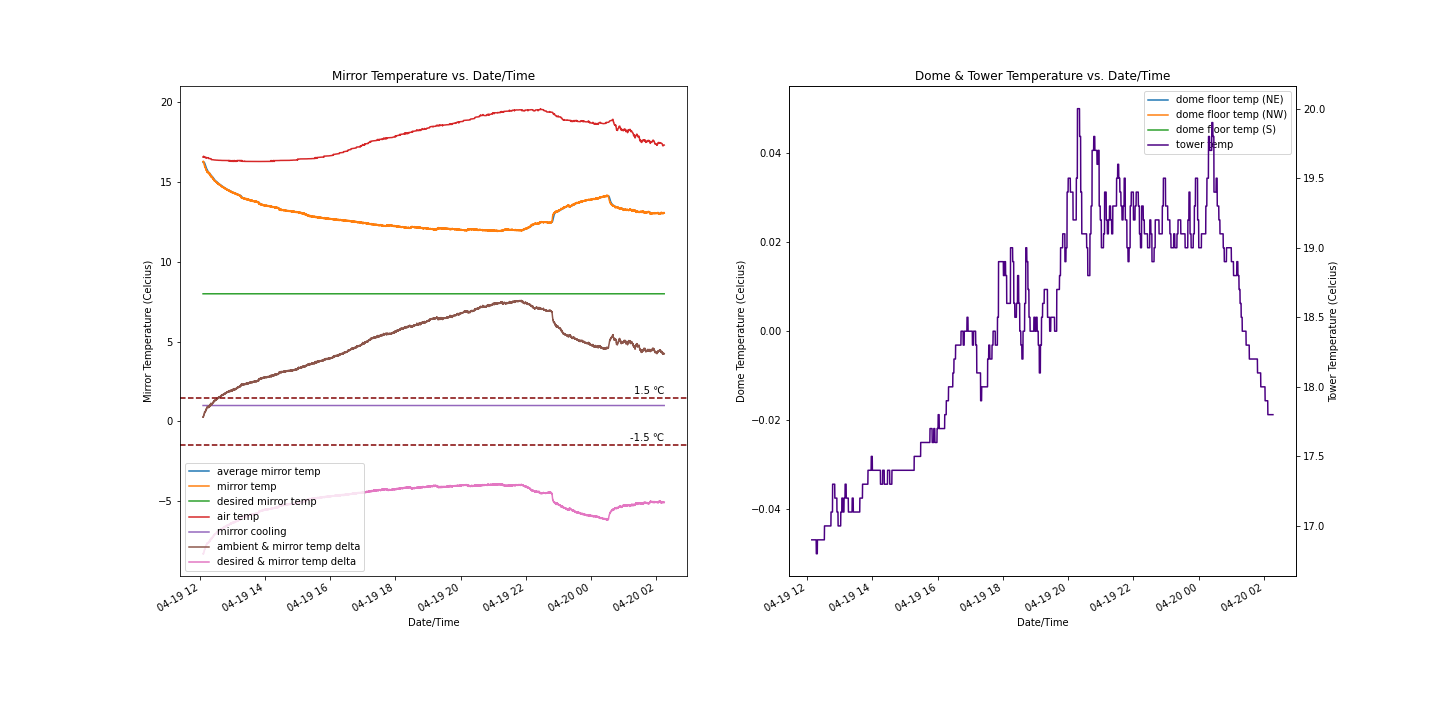 Mirror Temperature vs. Date/Time
20
15
10
5
0
−5
Mirror Temperature (Celcius)
1.5 °C
-1.5 °C
average mirror temp
mirror temp
desired mirror temp
air temp
mirror cooling
ambient & mirror temp delta
desired & mirror temp delta
04-19 12
04-19 14
04-19 16
04-19 18
04-19 20
04-19 22
04-20 00
04-20 02
Date/Time
Dome & Tower Temperature vs. Date/Time
0.04
0.02
0.00
−0.02
−0.04
Dome Temperature (Celcius)
dome floor temp (NE)
dome floor temp (NW)
dome floor temp (S)
tower temp
20.0
19.5
19.0
18.5
18.0
17.5
17.0
Tower Temperature (Celcius)
04-19 12
04-19 14
04-19 16
04-19 18
04-19 20
04-19 22
04-20 00
04-20 02
Date/Time